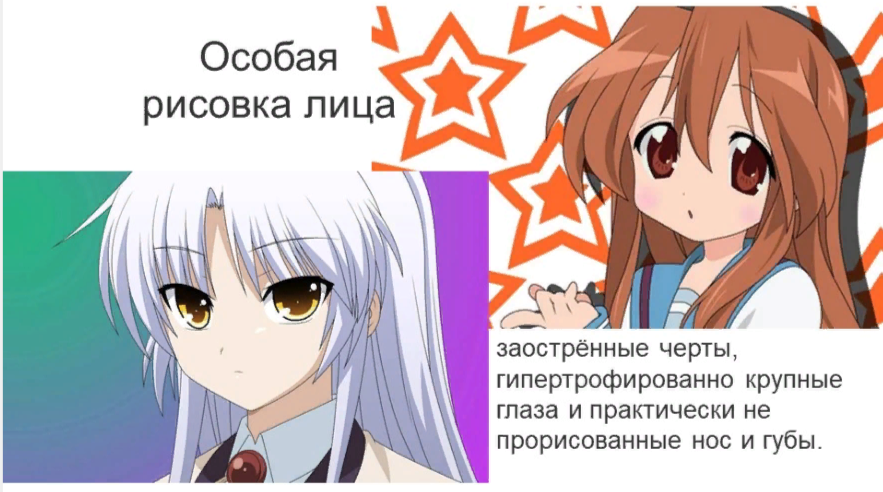 Особая
рисовка лица
заострённые черты,
гипертрофированно крупные
глаза и практически не
прорисованные нос и губы.